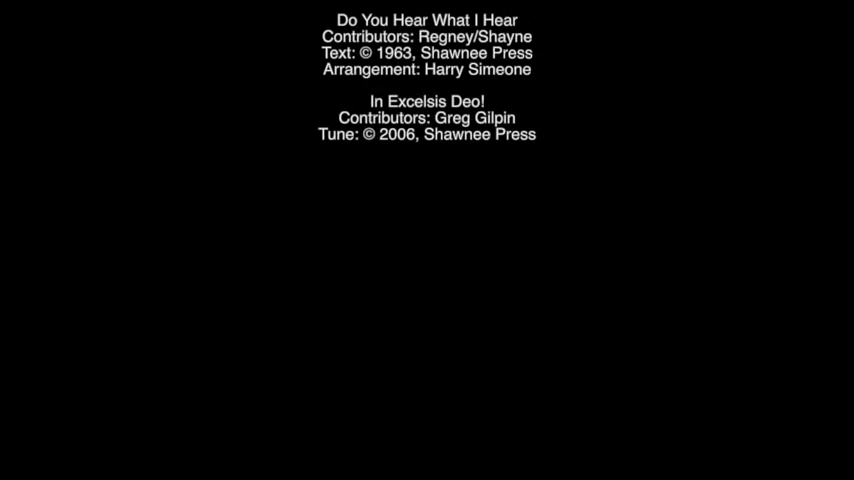 Do You Hear What I Hear
Contributors: Regney/Shayne
Text: © 1963, Shawnee Press
Arrangement: Harry Simeone
In Excelsis Deo!
Contributors: Greg Gilpin
Tune: © 2006, Shawnee Press